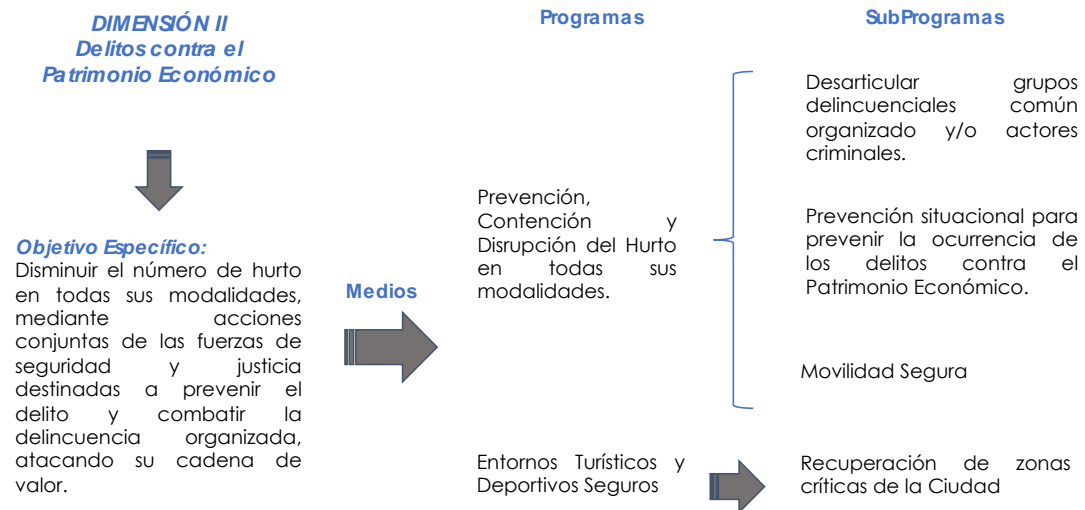 DIMENSIÓN II
Delitos contra el
Patrimonio Económico
Objetivo Específico:
Disminuir el número de hurto
en todas sus modalidades,
mediante acciones
conjuntas de las fuerzas de
seguridad y justicia
destinadas a prevenir el
delito y combatir la
delincuencia organizada,
atacando su cadena de
valor.
Medios
Programas
Prevención,
Contención y
Disrupción del Hurto
en todas sus
modalidades.
Entornos Turísticos y
Deportivos Seguros
SubProgramas
Desarticular grupos
delincuenciales común
organizado y/o actores
criminales.
Prevención situacional para
prevenir la ocurrencia de
los delitos contra el
Patrimonio Económico.
Movilidad Segura
Recuperación de zonas
críticas de la Ciudad